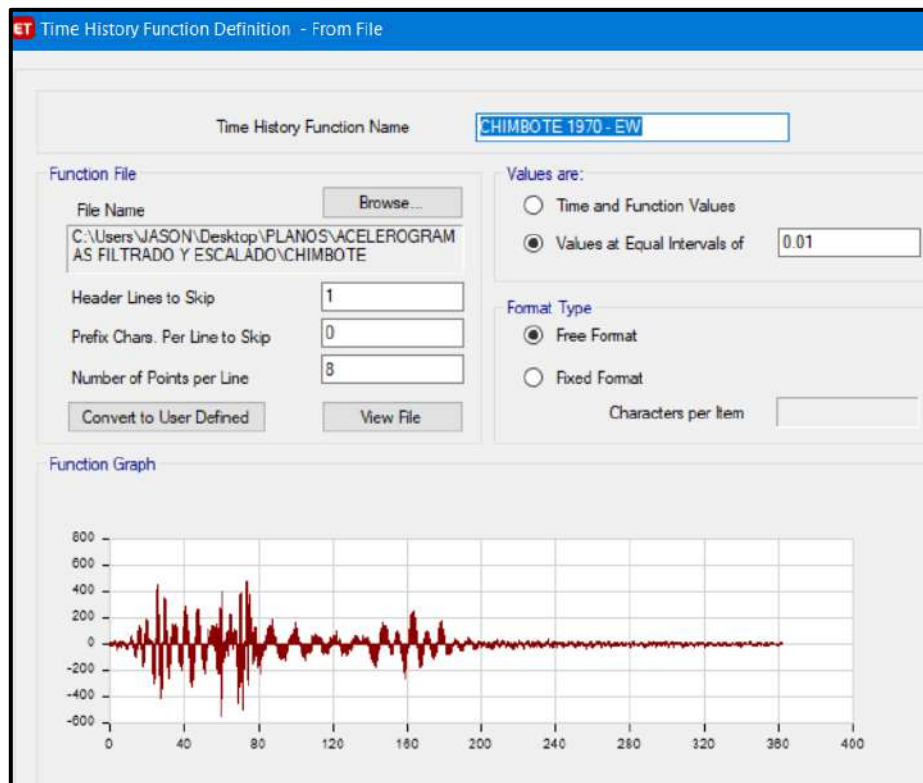 ET Time History Function Definition - From File
Time History Function Name CHIMBOTE 1970 - EW
Function File
File Name Browse...
C:\Users\JASON\Desktop\PLANOS\ACELEROGRAM
AS FILTRADO Y ESCALADO\CHIMBOTE
Header Lines to Skip 1
Prefix Chars. Per Line to Skip 0
Number of Points per Line 8
Convert to User Defined View File
Values are:
Time and Function Values
Values at Equal Intervals of 0.01
Format Type
Free Format
Fixed Format
Characters per Item
Function Graph
800
600
400
200
0
-200
-400
-600
0 40 80 120 160 200 240 280 320 360 400